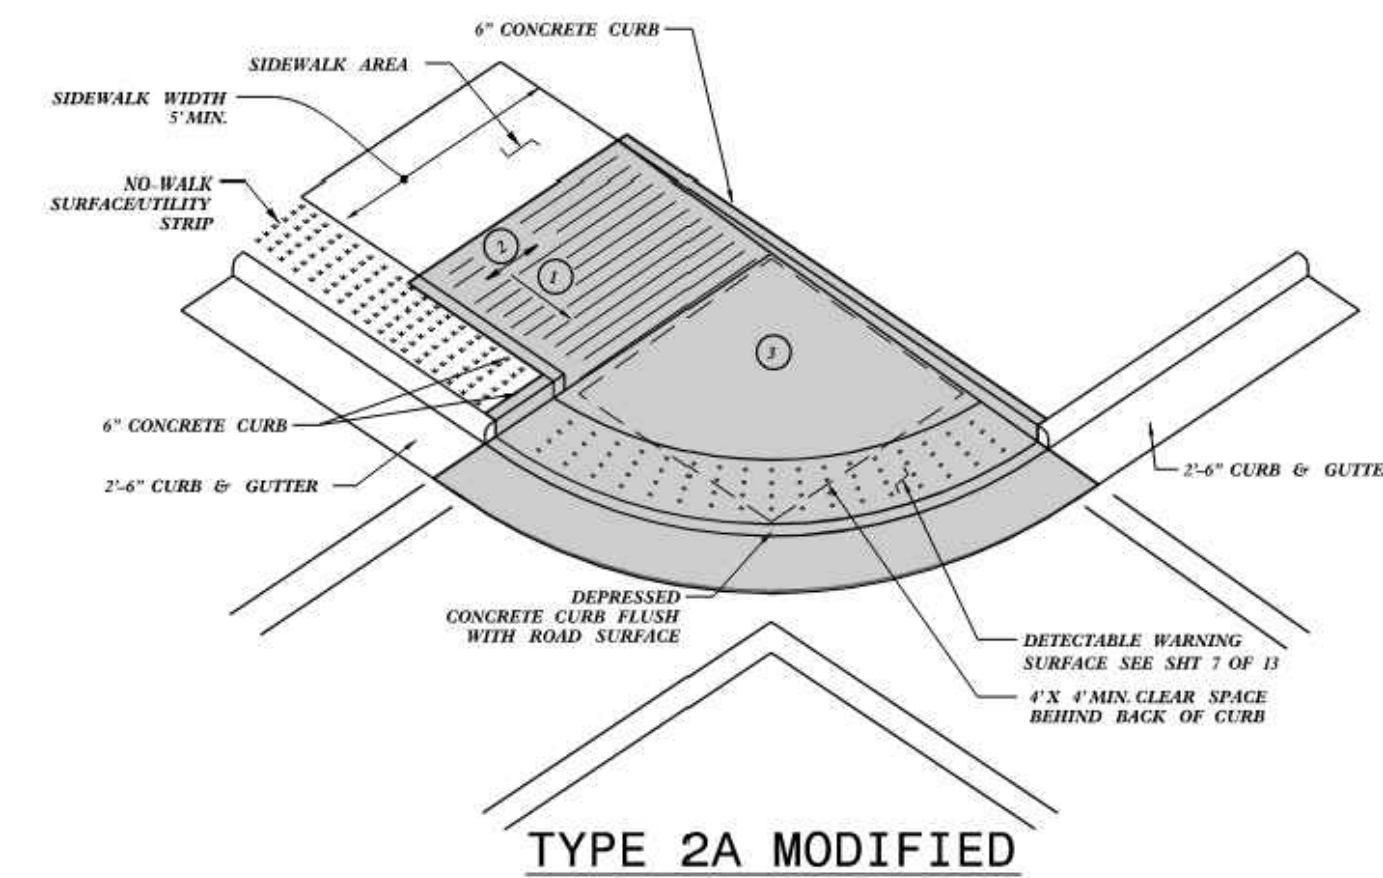 6" CONCRETE CURB
SIDEWALK AREA
SIDEWALK WIDTH
5' MIN.
NO-WALK
SURFACE/UTILITY
STRIP
2
1
3
6" CONCRETE CURB
2'-6" CURB & GUTTER
2'-6" CURB & GUTTE
DEPRESSED
CONCRETE CURB FLUSH
WITH ROAD SURFACE
DETECTABLE WARNING
SURFACE SEE SHT 7 OF 13
4' X 4' MIN. CLEAR SPACE
BEHIND BACK OF CURB
TYPE 2A MODIFIED